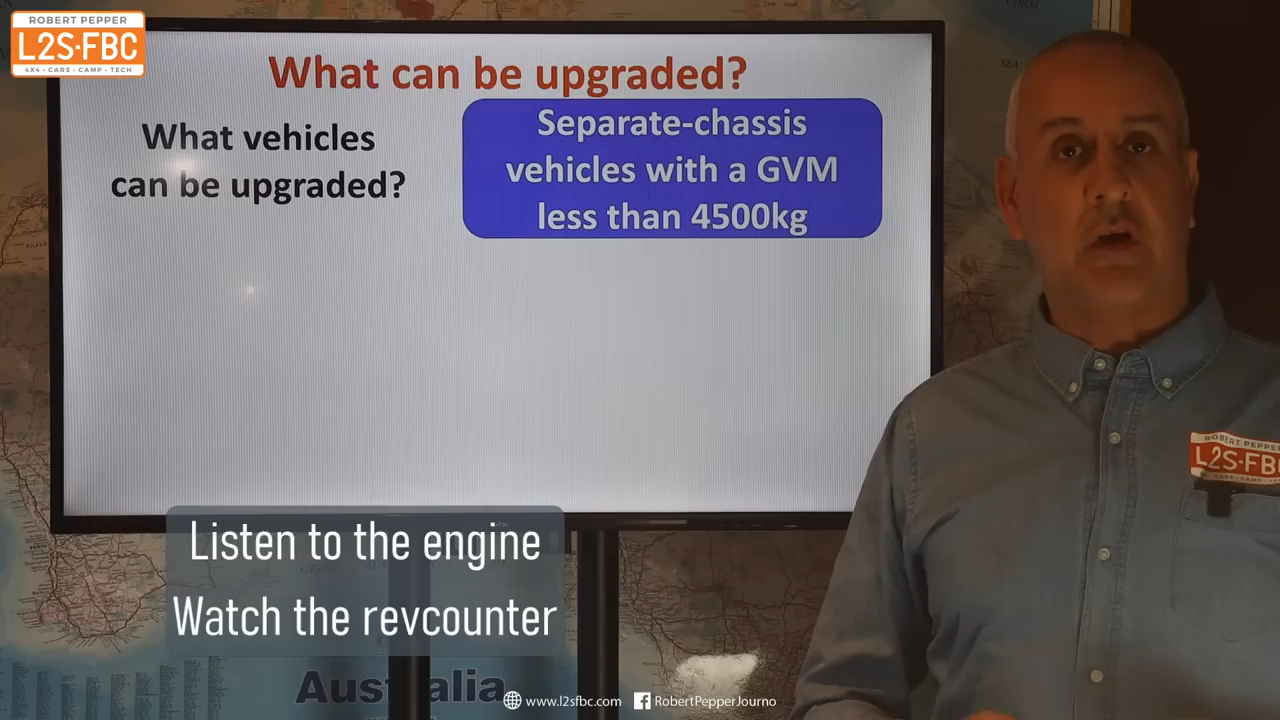 ROBERT PEPPER
L2S·FBC
4X4 • CARS • CAMP • TECH
What can be upgraded?
What vehicles
can be upgraded?
Separate-chassis
vehicles with a GVM
less than 4500kg
ROBERT PEPPE
L2S·FB
Listen to the engine
Watch the revcounter
Australia
www.l2sfbc.com
RobertPepperJourno